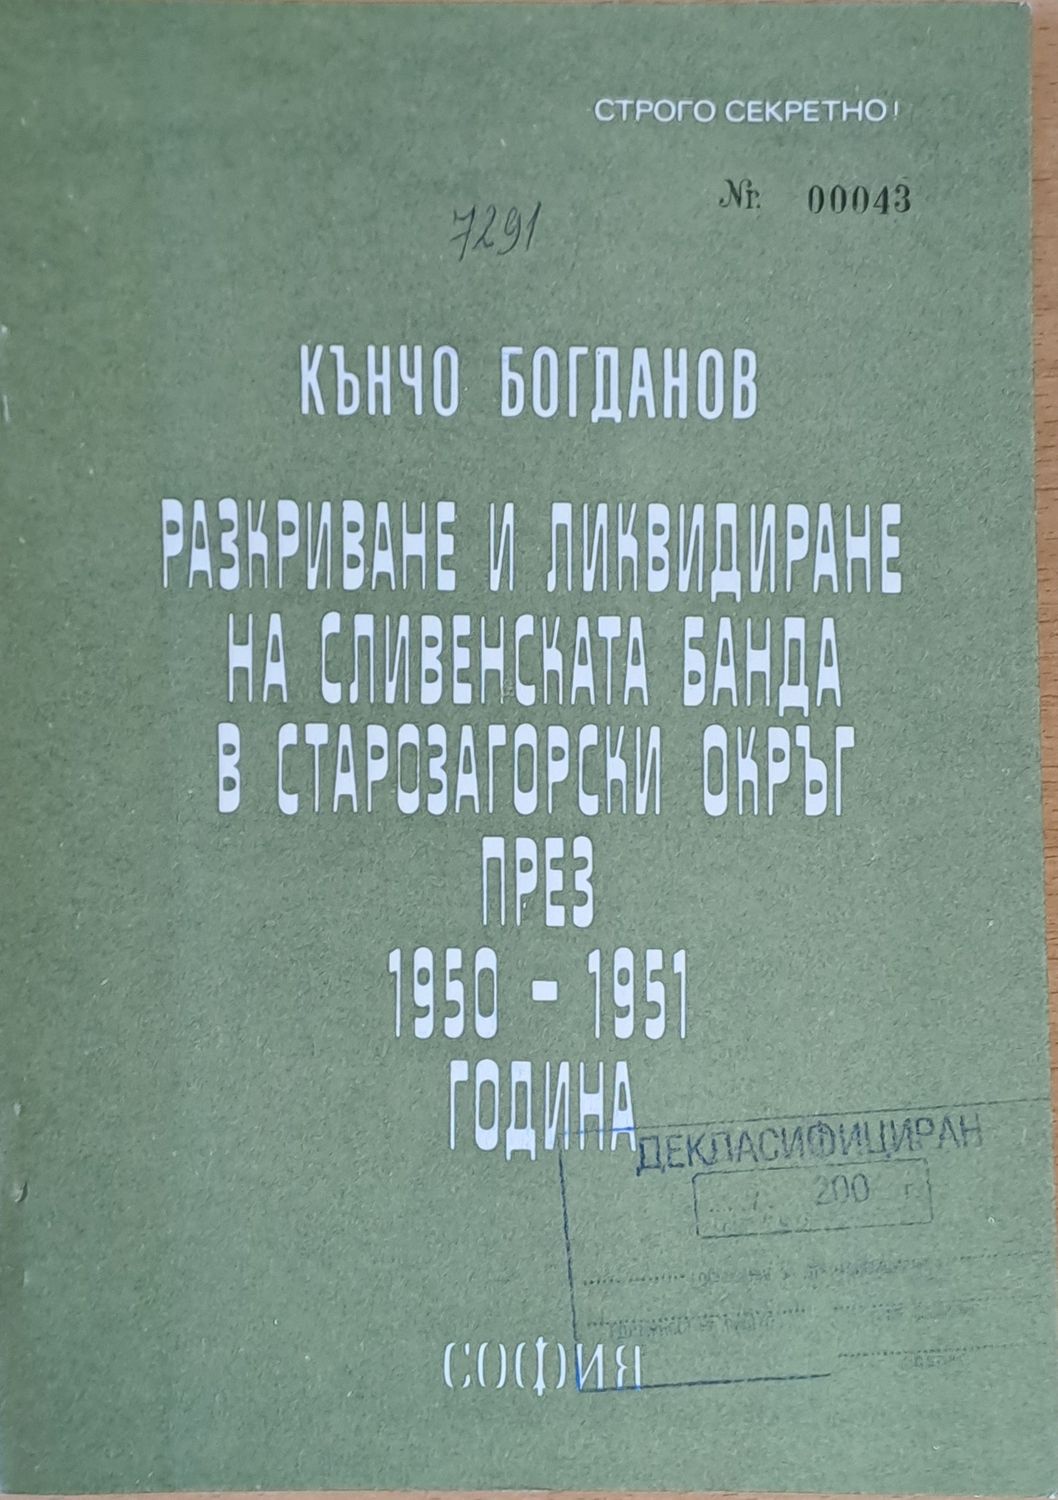 СТРОГО СЕКРЕТНО!
Nr. 00043
7291
КЪНЧО БОГДАНОВ
РАЗКРИВАНЕ И ЛИКВИДИРАНЕ
НА СЛИВЕНСКАТА БАНДА
В СТАРОЗАГОРСКИ ОКРЪГ
ПРЕЗ
1950 - 1951
ГОДИНА
ДЕКЛАСИФИЦИРАН
200 г.
СОФИЯ